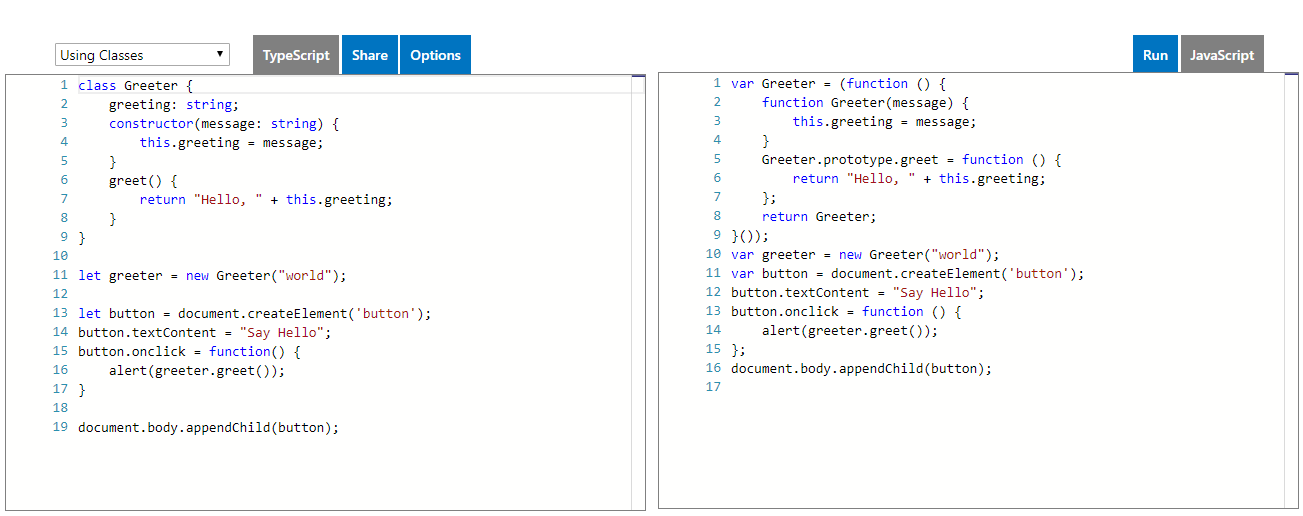 Using Classes
TypeScript
Share
Options
Run
JavaScript
1 class Greeter {
2     greeting: string;
3     constructor(message: string) {
4         this.greeting = message;
5     }
6     greet() {
7         return "Hello, " + this.greeting;
8     }
9 }
10
11 let greeter = new Greeter("world");
12
13 let button = document.createElement('button');
14 button.textContent = "Say Hello";
15 button.onclick = function() {
16     alert(greeter.greet());
17 }
18
19 document.body.appendChild(button);
1 var Greeter = (function () {
2     function Greeter(message) {
3         this.greeting = message;
4     }
5     Greeter.prototype.greet = function () {
6         return "Hello, " + this.greeting;
7     };
8     return Greeter;
9 }());
10 var greeter = new Greeter("world");
11 var button = document.createElement('button');
12 button.textContent = "Say Hello";
13 button.onclick = function () {
14     alert(greeter.greet());
15 };
16 document.body.appendChild(button);
17